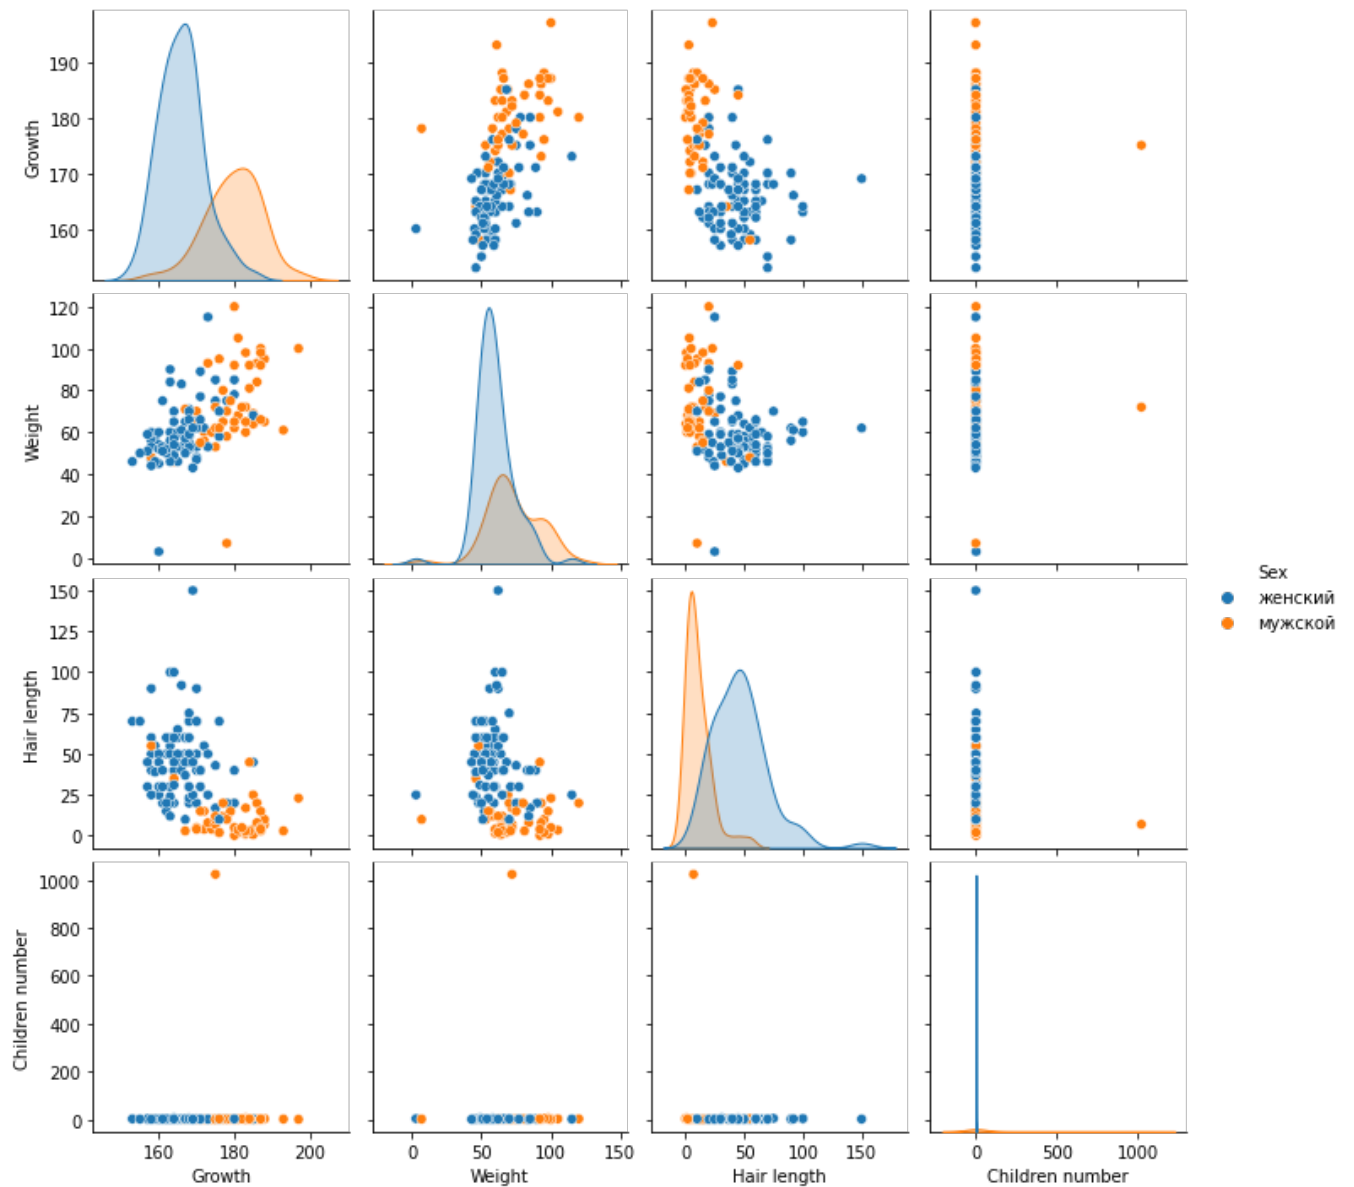 190
180
170
160
Growth
120
100
80
60
40
20
0
Weight
150
125
100
75
50
25
0
Hair length
1000
800
600
400
200
0
Children number
160 180 200
Growth
0 50 100 150
Weight
0 50 100 150
Hair length
0 500 1000
Children number
Sex
женский
мужской